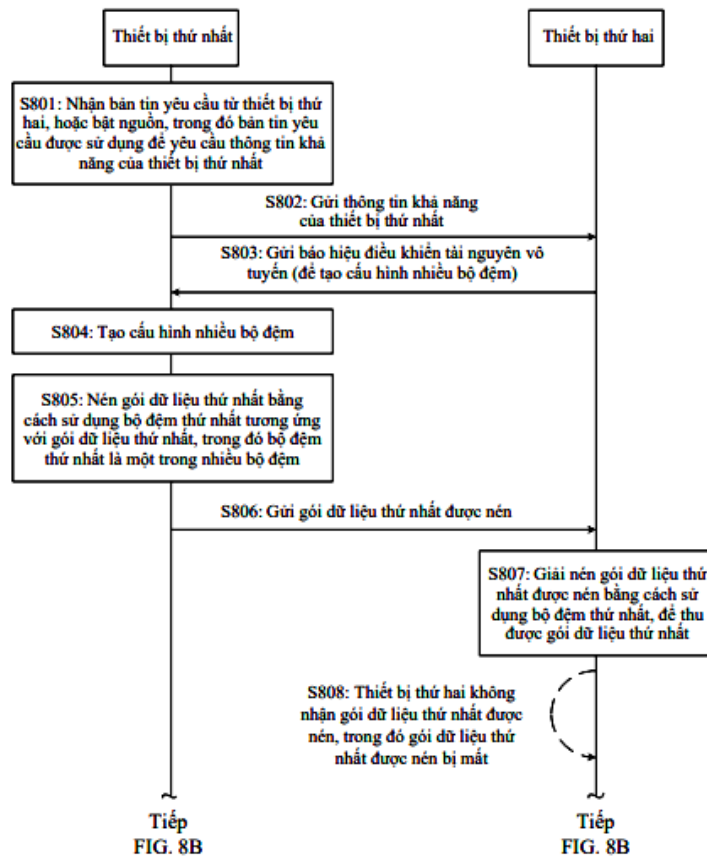 Thiết bị thứ nhất
Thiết bị thứ hai
S801: Nhận bản tin yêu cầu từ thiết bị thứ
hai, hoặc bật nguồn, trong đó bản tin yêu
cầu được sử dụng để yêu cầu thông tin khả
năng của thiết bị thứ nhất
S802: Gửi thông tin khả năng
của thiết bị thứ nhất
S803: Gửi báo hiệu điều khiển tài nguyên vô
tuyến (để tạo cấu hình nhiều bộ đệm)
S804: Tạo cấu hình nhiều bộ đệm
S805: Nén gói dữ liệu thứ nhất bằng
cách sử dụng bộ đệm thứ nhất tương ứng
với gói dữ liệu thứ nhất, trong đó bộ đệm
thứ nhất là một trong nhiều bộ đệm
S806: Gửi gói dữ liệu thứ nhất được nén
S807: Giải nén gói dữ liệu thứ
nhất được nén bằng cách sử
dụng bộ đệm thứ nhất, để thu
được gói dữ liệu thứ nhất
S808: Thiết bị thứ hai không
nhận gói dữ liệu thứ nhất được
nén, trong đó gói dữ liệu thứ
nhất được nén bị mất
Tiếp
FIG. 8B
Tiếp
FIG. 8B